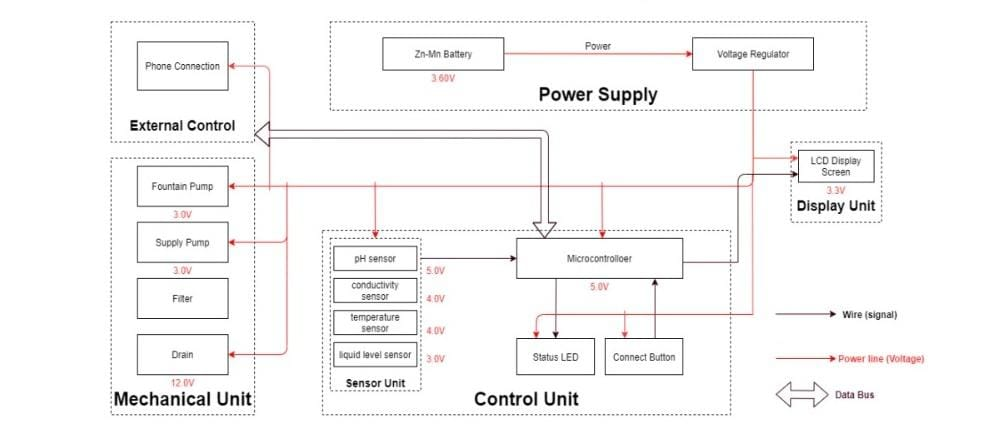 Phone Connection
External Control
Zn-Mn Battery
3.60V
Power
Voltage Regulator
Power Supply
LCD Display
Screen
3.3V
Display Unit
Fountain Pump
3.0V
Supply Pump
3.0V
Filter
Drain
12.0V
Mechanical Unit
pH sensor
5.0V
conductivity
sensor
4.0V
temperature
sensor
4.0V
liquid level sensor
3.0V
Sensor Unit
Microcontrolloer
5.0V
Status LED
Connect Button
Control Unit
Wire (signal)
Power line (Voltage)
Data Bus